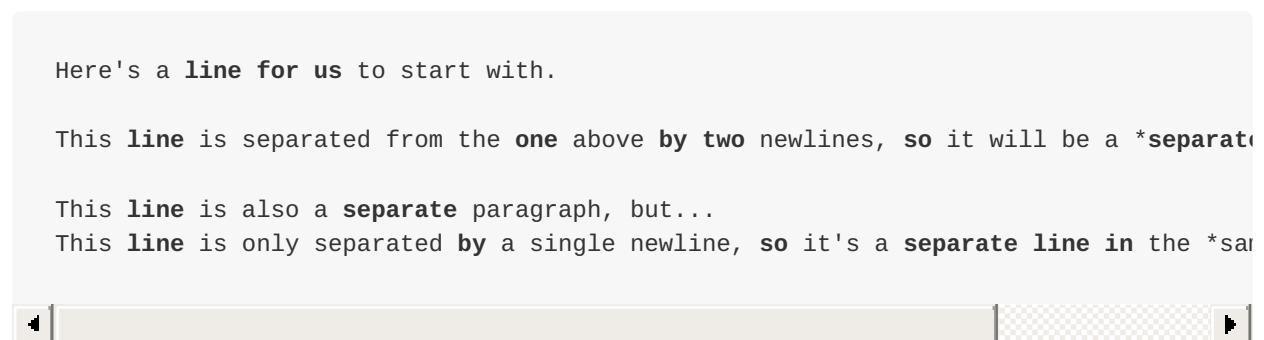 Here's a line for us to start with.
This line is separated from the one above by two newlines, so it will be a *separate
This line is also a separate paragraph, but...
This line is only separated by a single newline, so it's a separate line in the